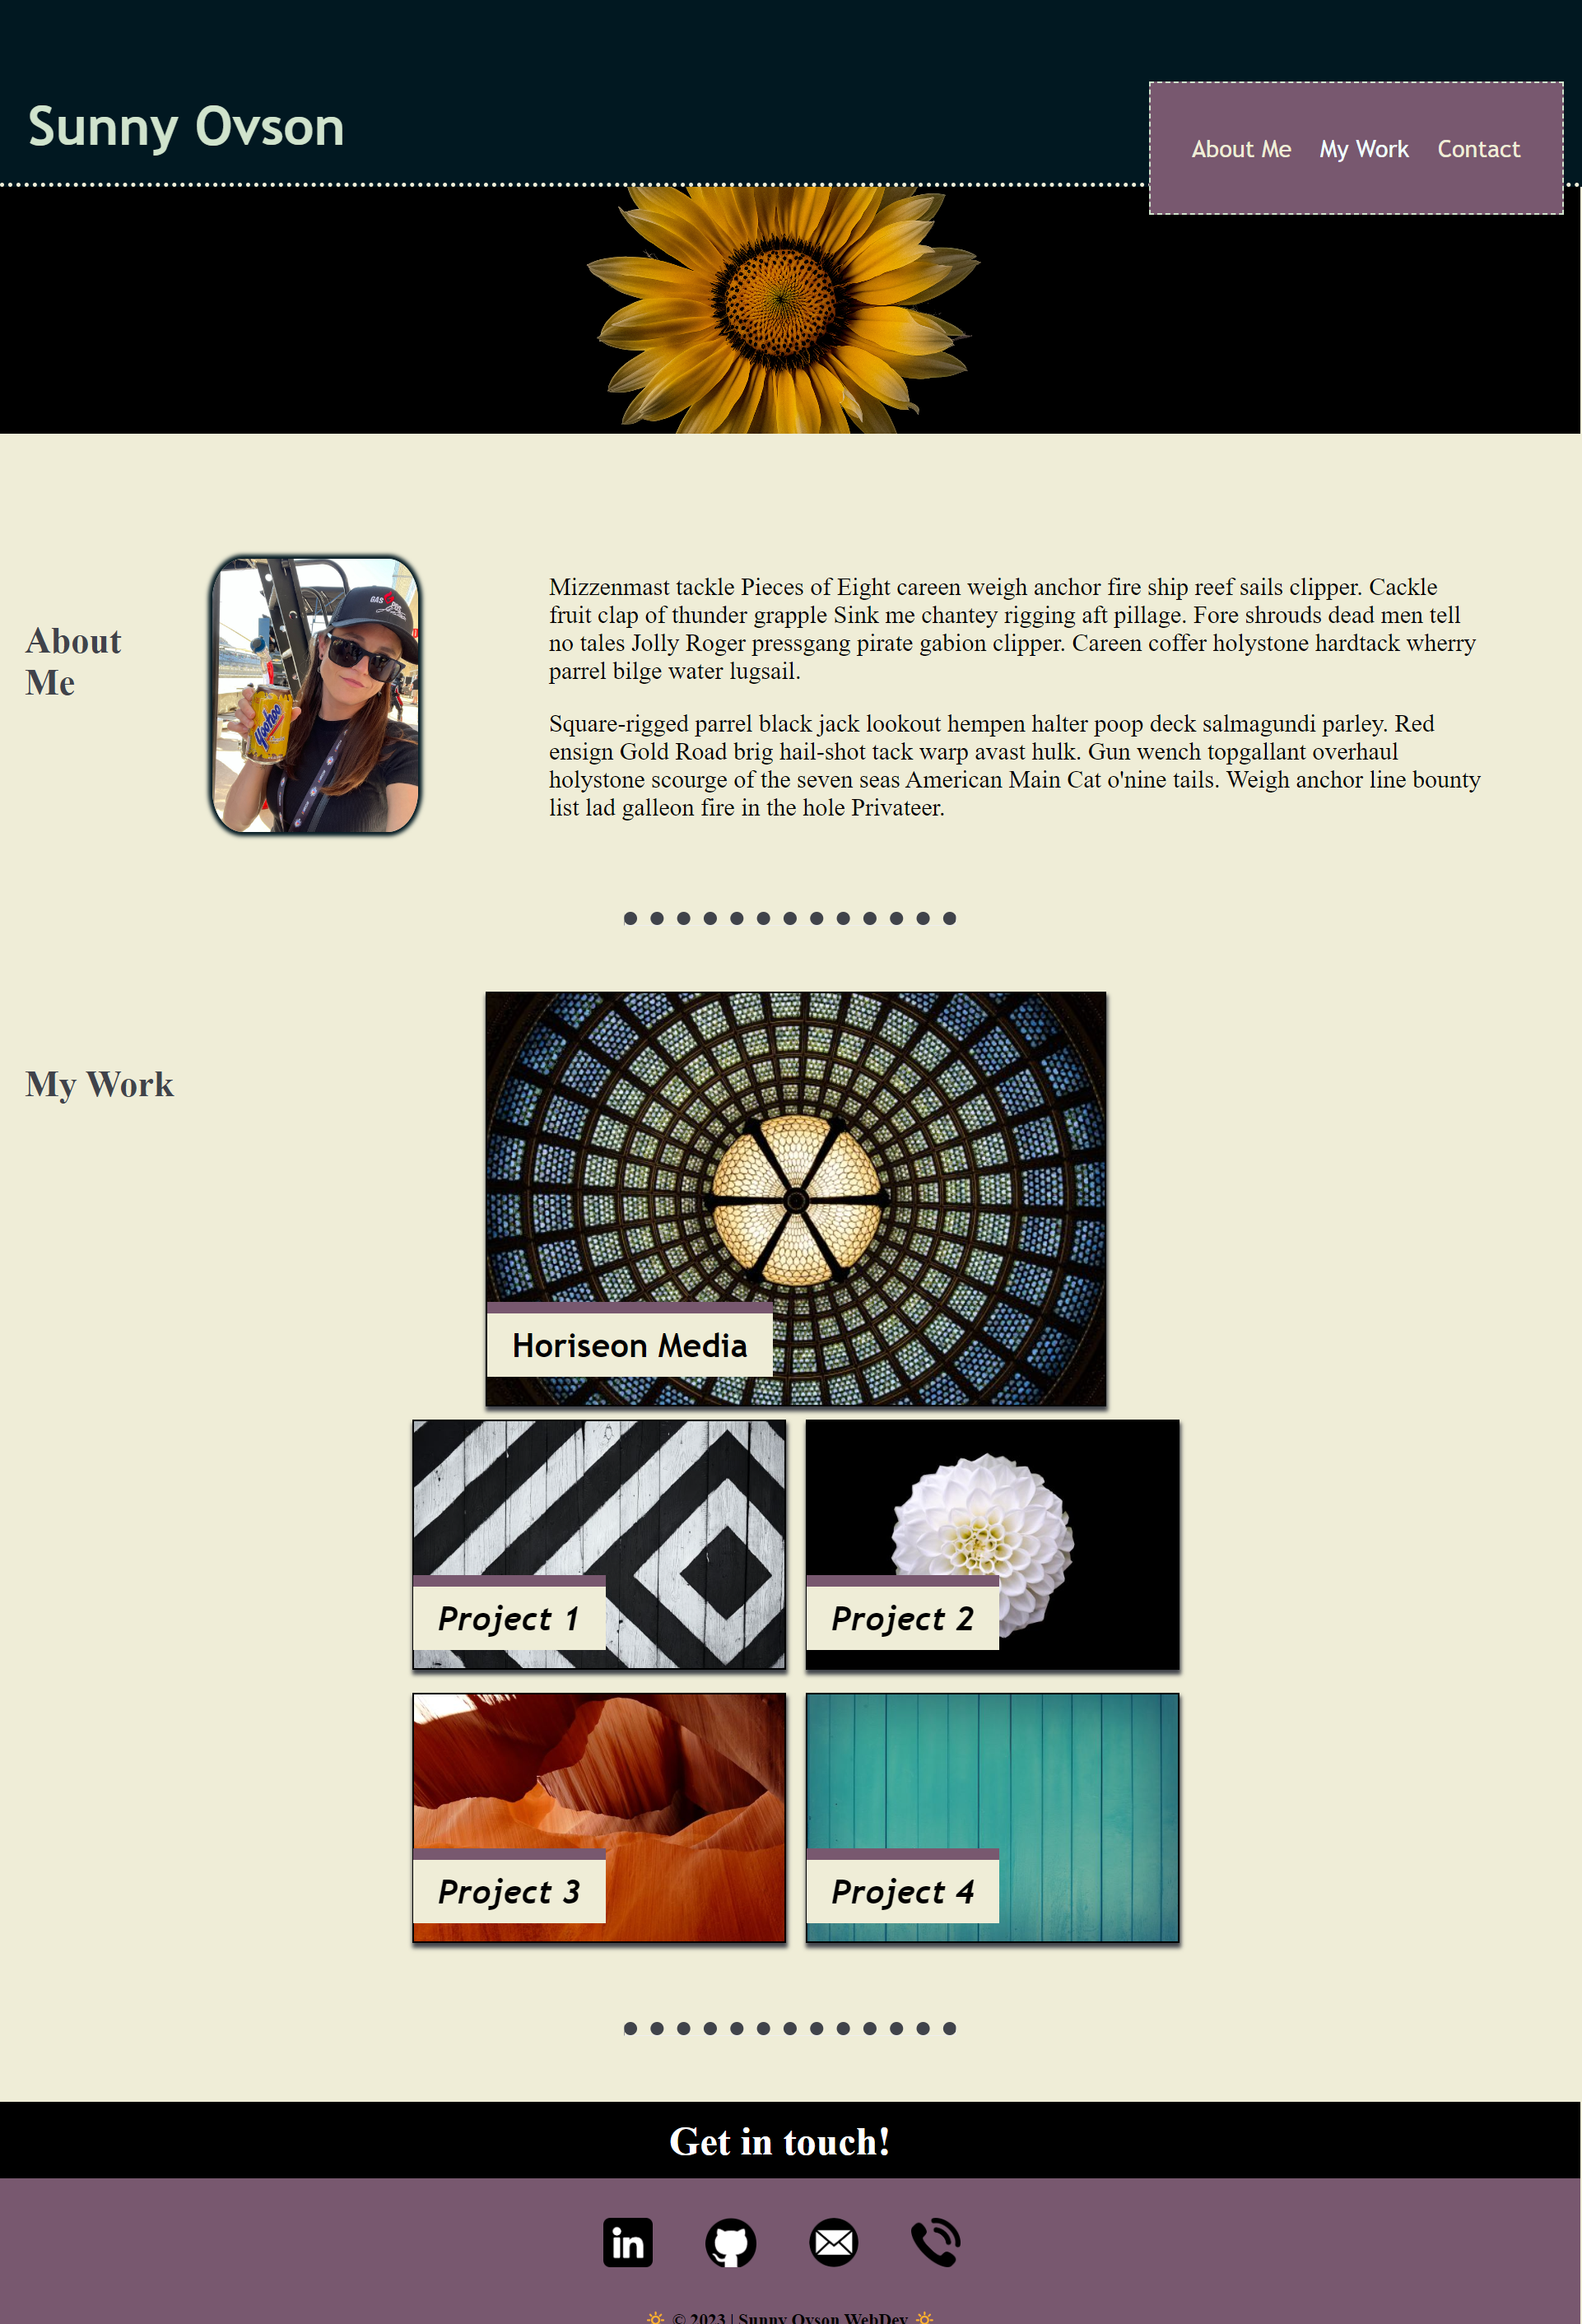 Sunny Ovson
About Me My Work Contact
About
Me
GAS
Yoohoo
Mizzenmast tackle Pieces of Eight careen weigh anchor fire ship reef sails clipper. Cackle
fruit clap of thunder grapple Sink me chantey rigging aft pillage. Fore shrouds dead men tell
no tales Jolly Roger pressgang pirate gabion clipper. Careen coffer holystone hardtack wherry
parrel bilge water lugsail.
Square-rigged parrel black jack lookout hempen halter poop deck salmagundi parley. Red
ensign Gold Road brig hail-shot tack warp avast hulk. Gun wench topgallant overhaul
holystone scourge of the seven seas American Main Cat o'nine tails. Weigh anchor line bounty
list lad galleon fire in the hole Privateer.
My Work
Horiseon Media
Project 1
Project 2
Project 3
Project 4
Get in touch!
in
© 2023 | Sunny Ovson WebDev